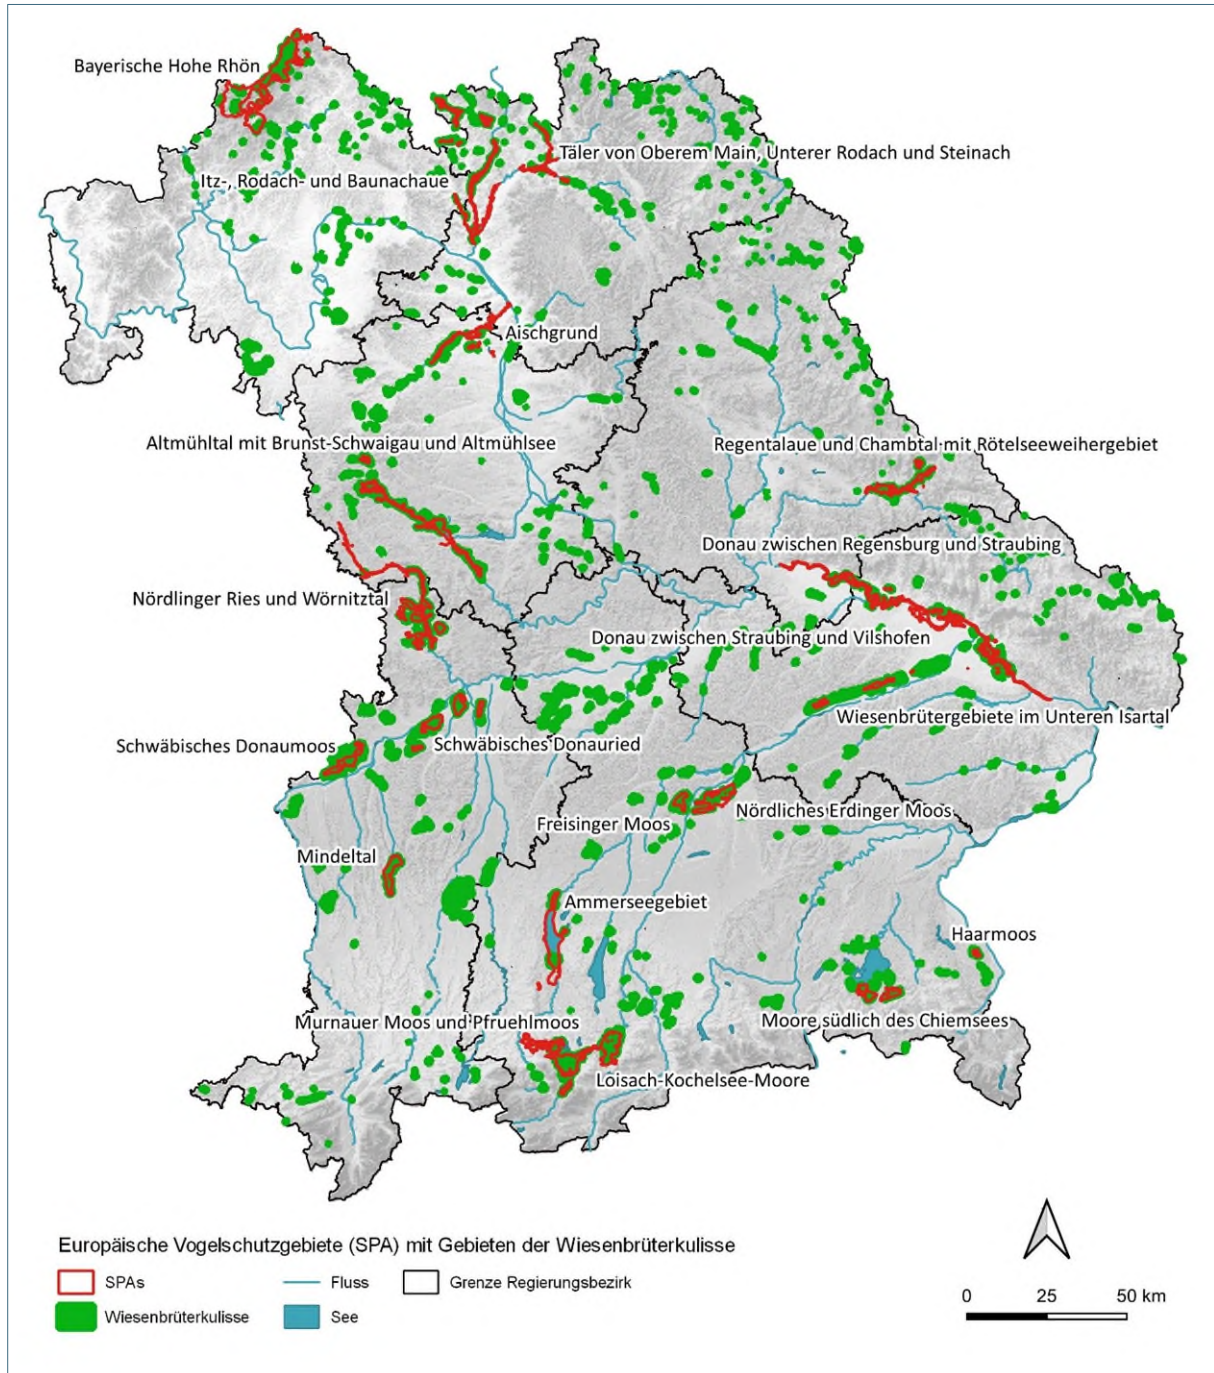 Bayerische Hohe Rhön
Täler von Oberem Main, Unterer Rodach und Steinach
Itz-, Rodach- und Baunachaue
Aischgrund
Altmühltal mit Brunst-Schwaigau und Altmühlsee
Regentalaue und Chambtal mit Rötelseeweihergebiet
Donau zwischen Regensburg und Straubing
Nördlinger Ries und Wörnitztal
Donau zwischen Straubing und Vilshofen
Wiesenbrütergebiete im Unteren Isartal
Schwäbisches Donaumoos
Schwäbisches Donauried
Nördliches Erdinger Moos
Freisinger Moos
Mindeltal
Ammerseegebiet
Haarmoos
Murnauer Moos und Pfruehlmoos
Moore südlich des Chiemsees
Loisach-Kochelsee-Moore
Europäische Vogelschutzgebiete (SPA) mit Gebieten der Wiesenbrüterkulisse
SPAs
Fluss
Grenze Regierungsbezirk
Wiesenbrüterkulisse
See
0 25 50 km